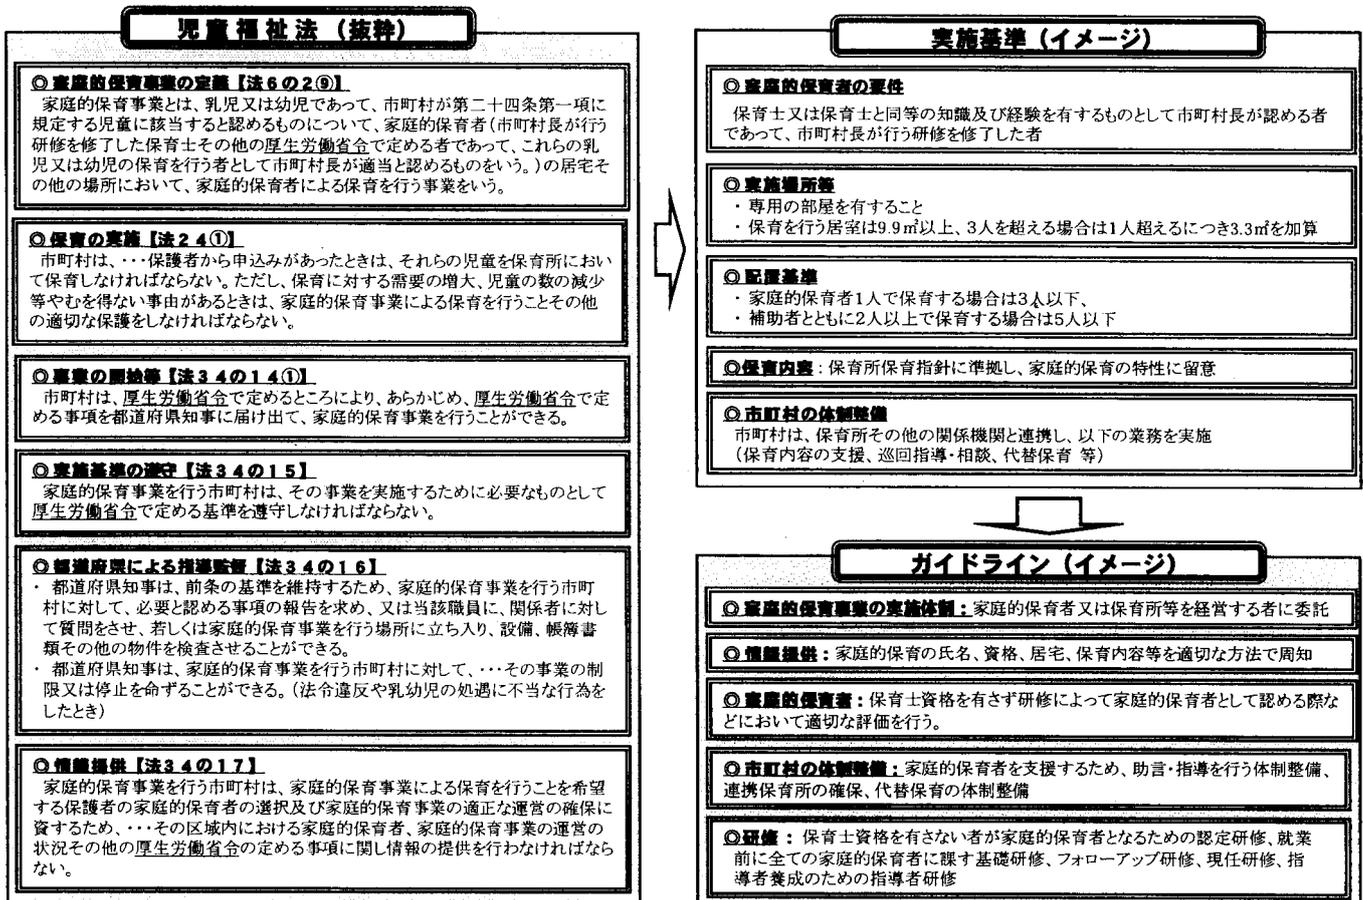 児童福祉法（抜粋）
◎ 家庭的保育事業の定義【法６の２⑨】
家庭的保育事業とは、乳児又は幼児であって、市町村が第二十四条第一項に
規定する児童に該当すると認めるものについて、家庭的保育者（市町村長が行う
研修を修了した保育士その他の厚生労働省令で定める者であって、これらの乳
児又は幼児の保育を行う者として市町村長が適当と認めるものをいう。）の居宅そ
の他の場所において、家庭的保育者による保育を行う事業をいう。
◎ 保育の実施【法２４①】
市町村は、・・・保護者から申込みがあったときは、それらの児童を保育所におい
て保育しなければならない。ただし、保育に対する需要の増大、児童の数の減少
等やむを得ない事由があるときは、家庭的保育事業による保育を行うことその他
の適切な保護をしなければならない。
◎ 事業の開始等【法３４の１４①】
市町村は、厚生労働省令で定めるところにより、あらかじめ、厚生労働省令で定
める事項を都道府県知事に届け出て、家庭的保育事業を行うことができる。
◎ 実施基準の遵守【法３４の１５】
家庭的保育事業を行う市町村は、その事業を実施するために必要なものとして
厚生労働省令で定める基準を遵守しなければならない。
◎ 都道府県による指導監督【法３４の１６】
・ 都道府県知事は、前条の基準を維持するため、家庭的保育事業を行う市町
村に対して、必要と認める事項の報告を求め、又は当該職員に、関係者に対し
て質問をさせ、若しくは家庭的保育事業を行う場所に立ち入り、設備、帳簿書
類その他の物件を検査させることができる。
・ 都道府県知事は、家庭的保育事業を行う市町村に対して、・・・その事業の制
限又は停止を命ずることができる。（法令違反や乳幼児の処遇に不当な行為を
したとき）
◎ 情報提供【法３４の１７】
家庭的保育事業を行う市町村は、家庭的保育事業による保育を行うことを希望
する保護者の家庭的保育者の選択及び家庭的保育事業の適正な運営の確保に
資するため、・・・その区域内における家庭的保育者、家庭的保育事業の運営の
状況その他の厚生労働省令の定める事項に関し情報の提供を行わなければなら
ない。
実施基準（イメージ）
◎ 家庭的保育者の要件
保育士又は保育士と同等の知識及び経験を有するものとして市町村長が認める者
であって、市町村長が行う研修を修了した者
◎ 実施場所等
・ 専用の部屋を有すること
・ 保育を行う居室は9.9㎡以上、3人を超える場合は1人超えるにつき3.3㎡を加算
◎ 配置基準
・ 家庭的保育者1人で保育する場合は3人以下、
・ 補助者とともに2人以上で保育する場合は5人以下
◎保育内容：保育所保育指針に準拠し、家庭的保育の特性に留意
◎ 市町村の体制整備
市町村は、保育所その他の関係機関と連携し、以下の業務を実施
（保育内容の支援、巡回指導・相談、代替保育 等）
ガイドライン（イメージ）
◎ 家庭的保育事業の実施体制：家庭的保育者又は保育所等を経営する者に委託
◎ 情報提供：家庭的保育の氏名、資格、居宅、保育内容等を適切な方法で周知
◎ 家庭的保育者：保育士資格を有さず研修によって家庭的保育者として認める際な
どにおいて適切な評価を行う。
◎ 市町村の体制整備：家庭的保育者を支援するため、助言・指導を行う体制整備、
連携保育所の確保、代替保育の体制整備
◎研修： 保育士資格を有さない者が家庭的保育者となるための認定研修、就業
前に全ての家庭的保育者に課す基礎研修、フォローアップ研修、現任研修、指
導者養成のための指導者研修